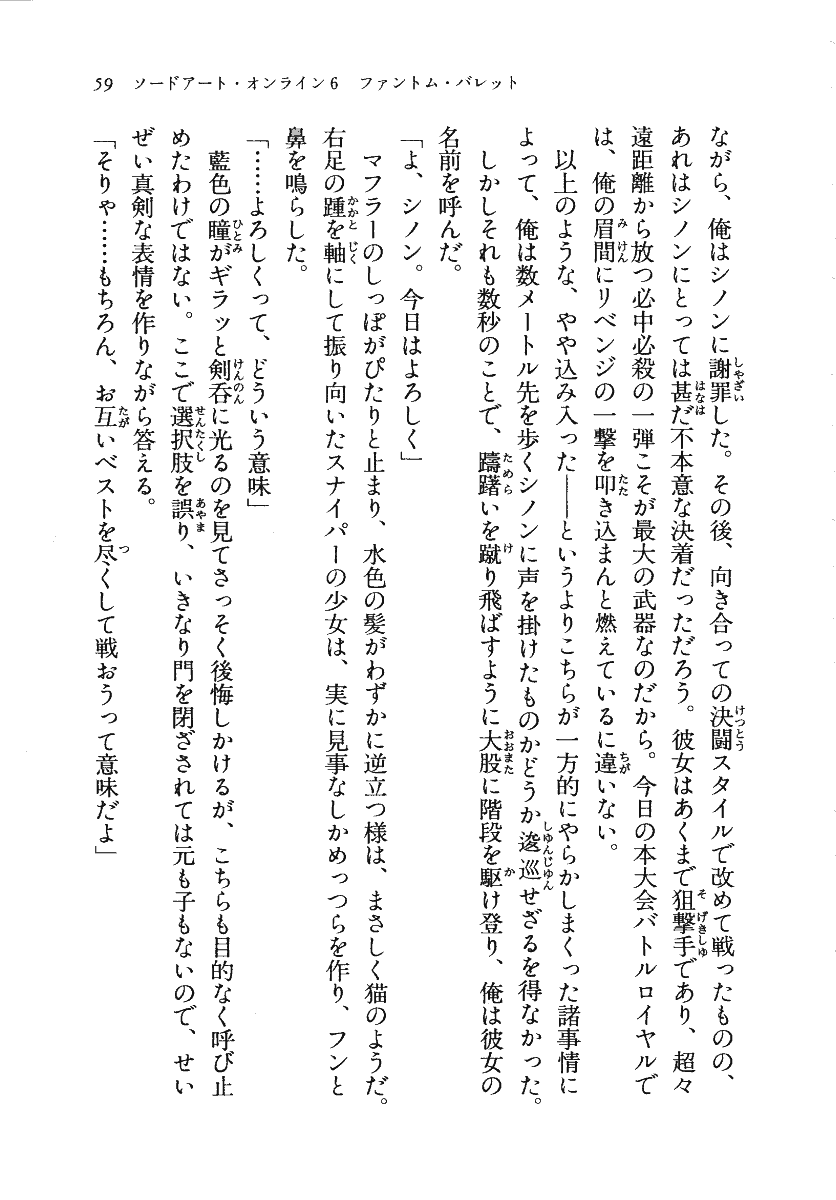 59 ソードアート・オンライン6 ファントム・バレット
ながら、俺はシノンに謝罪した。その後、向き合っての決闘スタイルで改めて戦ったものの、
あれはシノンにとっては甚だ不本意な決着だっただろう。彼女はあくまで狙撃手であり、超々
遠距離から放つ必中必殺の一弾こそが最大の武器なのだから。今日の本大会バトルロイヤルで
は、俺の眉間にリベンジの一撃を叩き込まんと燃えているに違いない。
以上のような、やや込み入った――というよりこちらが一方的にやらかしまくった諸事情に
よって、俺は数メートル先を歩くシノンに声を掛けたものかどうか逡巡せざるを得なかった。
しかしそれも数秒のことで、躊躇いを蹴り飛ばすように大股に階段を駆け登り、俺は彼女の
名前を呼んだ。
「よ、シノン。今日はよろしく」
マフラーのしっぽがぴたりと止まり、水色の髪がわずかに逆立つ様は、まさしく猫のようだ。
右足の踵を軸にして振り向いたスナイパーの少女は、実に見事なしかめっつらを作り、フンと
鼻を鳴らした。
「……よろしくって、どういう意味」
藍色の瞳がギラッと剣呑に光るのを見てさっそく後悔しかけるが、こちらも目的なく呼び止
めたわけではない。ここで選択肢を誤り、いきなり門を閉ざされては元も子もないので、せい
ぜい真剣な表情を作りながら答える。
「そりゃ……もちろん、お互いベストを尽くして戦おうって意味だよ」